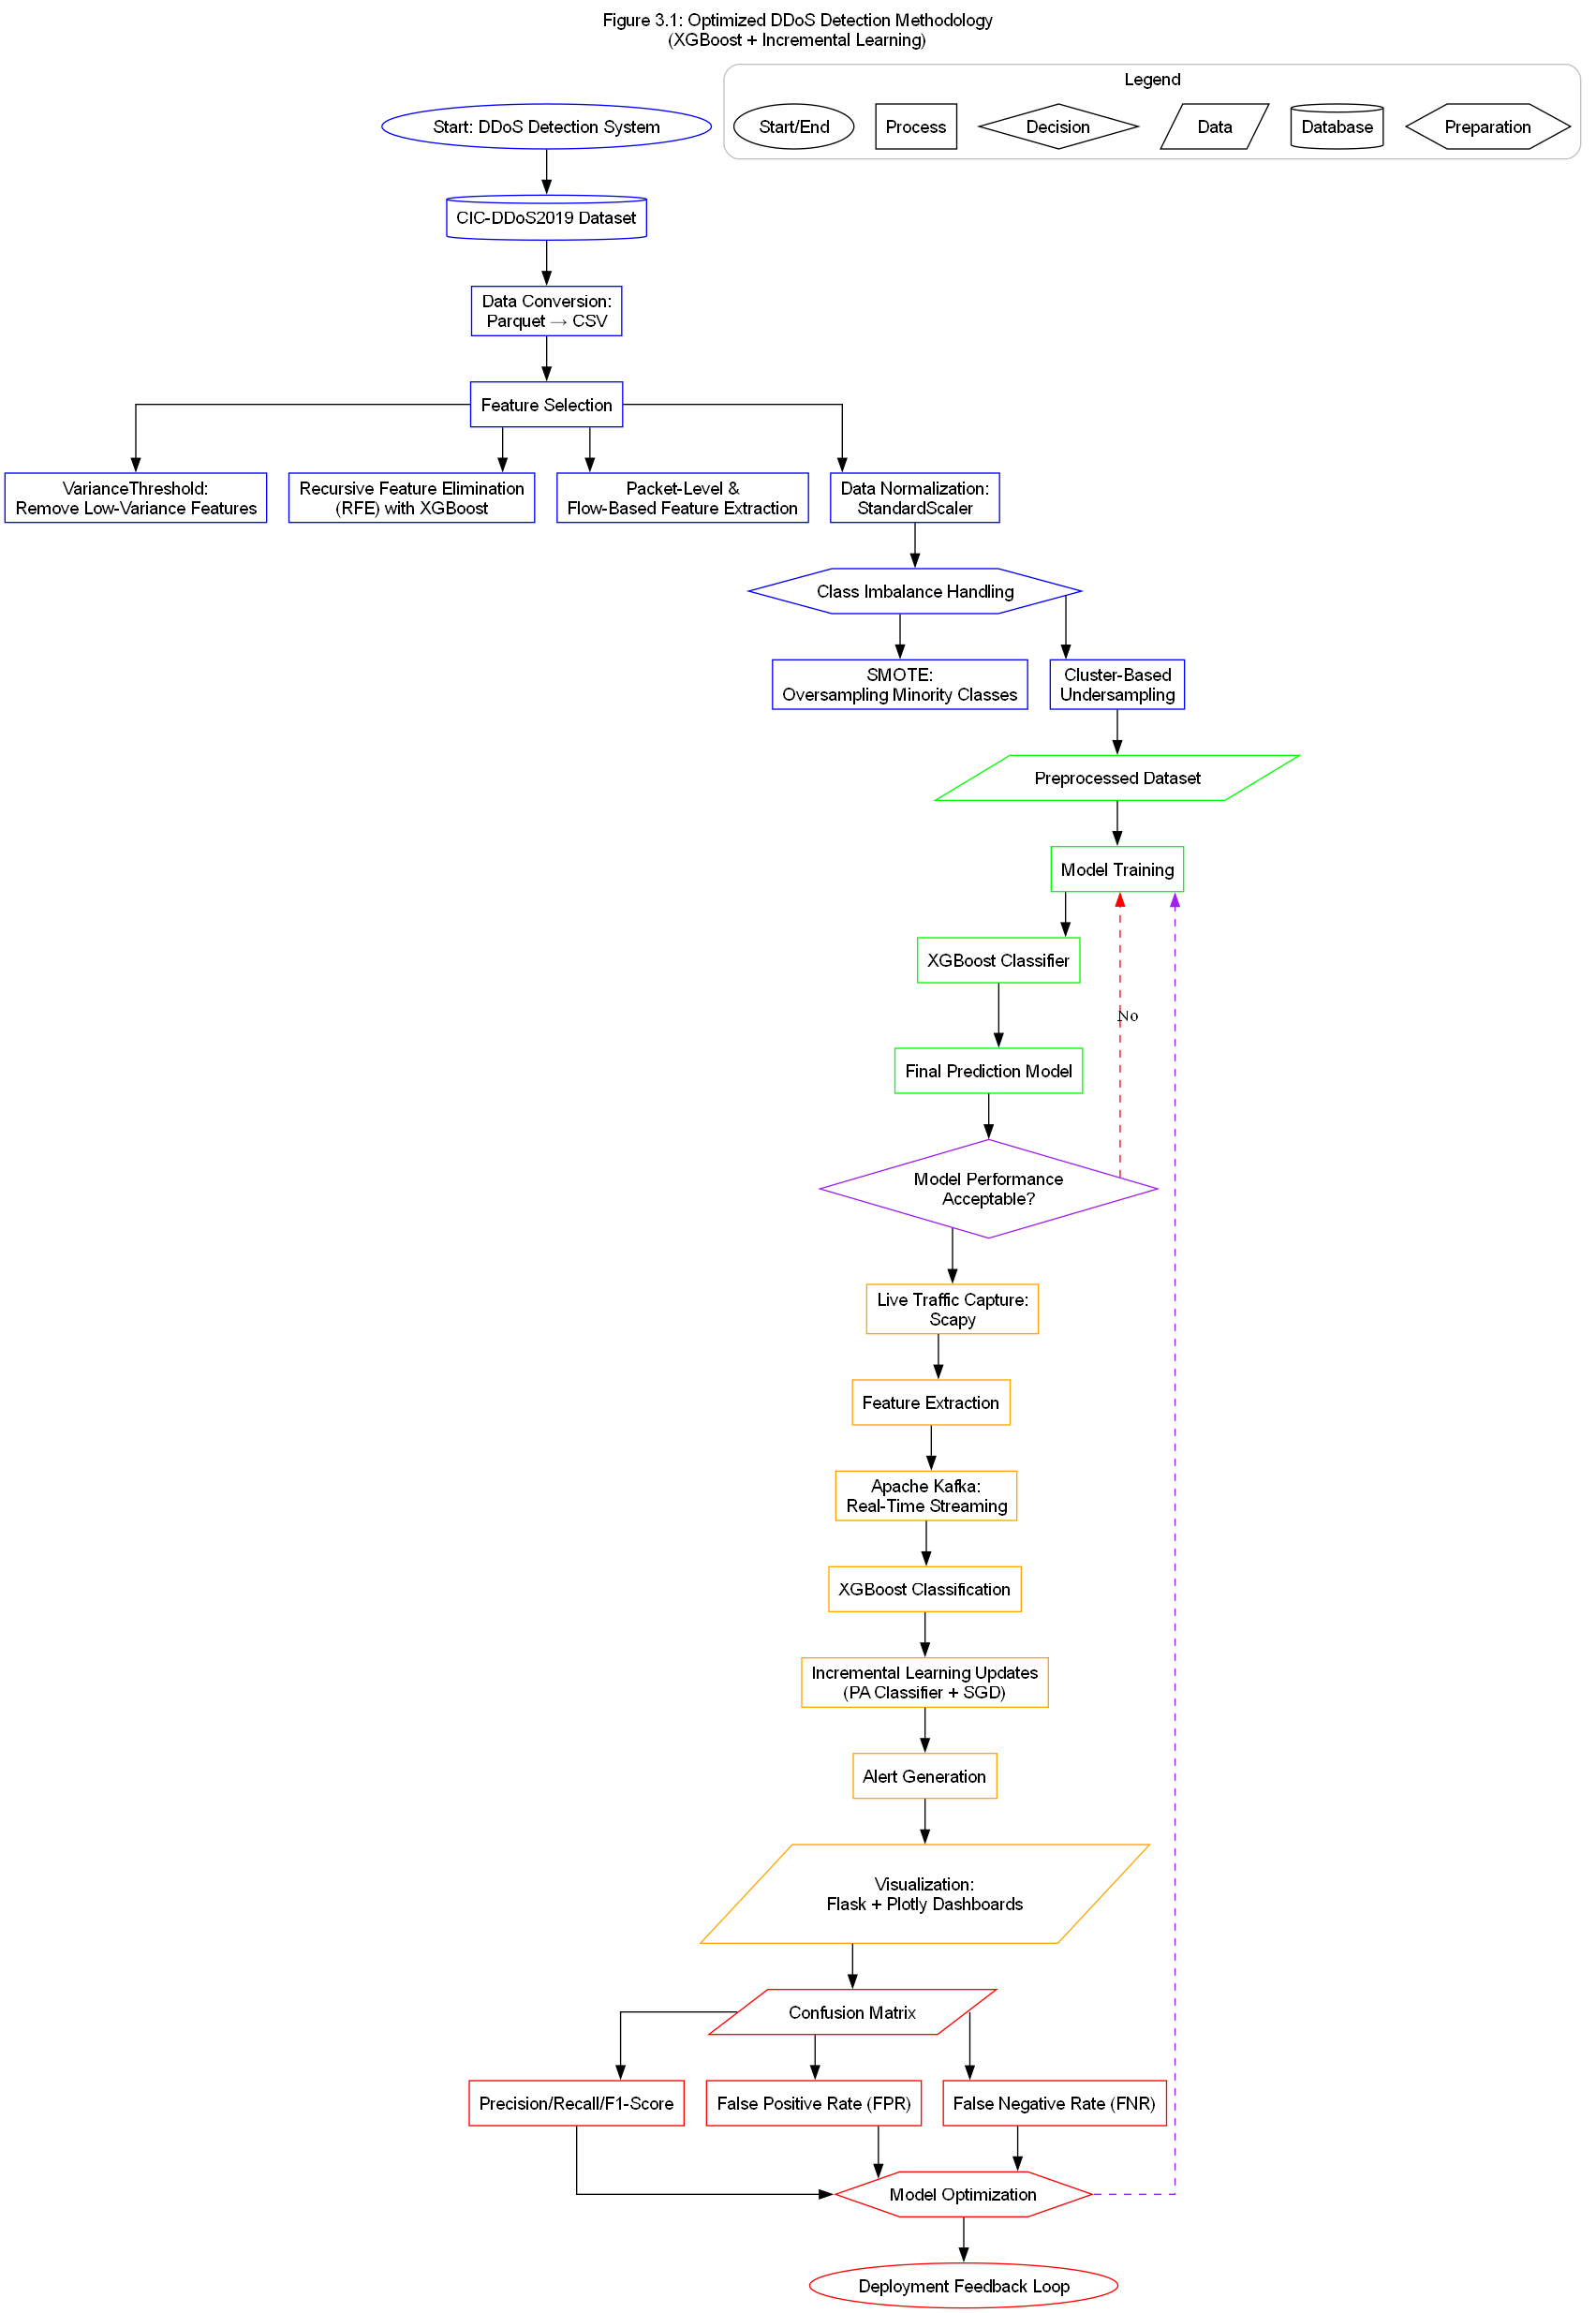 Figure 3.1: Optimized DDoS Detection Methodology
(XGBoost + Incremental Learning)
Legend
Start/End
Process
Decision
Data
Database
Preparation
Start: DDoS Detection System
CIC-DDoS2019 Dataset
Data Conversion:
Parquet → CSV
Feature Selection
VarianceThreshold:
Remove Low-Variance Features
Recursive Feature Elimination
(RFE) with XGBoost
Packet-Level &
Flow-Based Feature Extraction
Data Normalization:
StandardScaler
Class Imbalance Handling
SMOTE:
Oversampling Minority Classes
Cluster-Based
Undersampling
Preprocessed Dataset
Model Training
XGBoost Classifier
No
Final Prediction Model
Model Performance
Acceptable?
Live Traffic Capture:
Scapy
Feature Extraction
Apache Kafka:
Real-Time Streaming
XGBoost Classification
Incremental Learning Updates
(PA Classifier + SGD)
Alert Generation
Visualization:
Flask + Plotly Dashboards
Confusion Matrix
Precision/Recall/F1-Score
False Positive Rate (FPR)
False Negative Rate (FNR)
Model Optimization
Deployment Feedback Loop